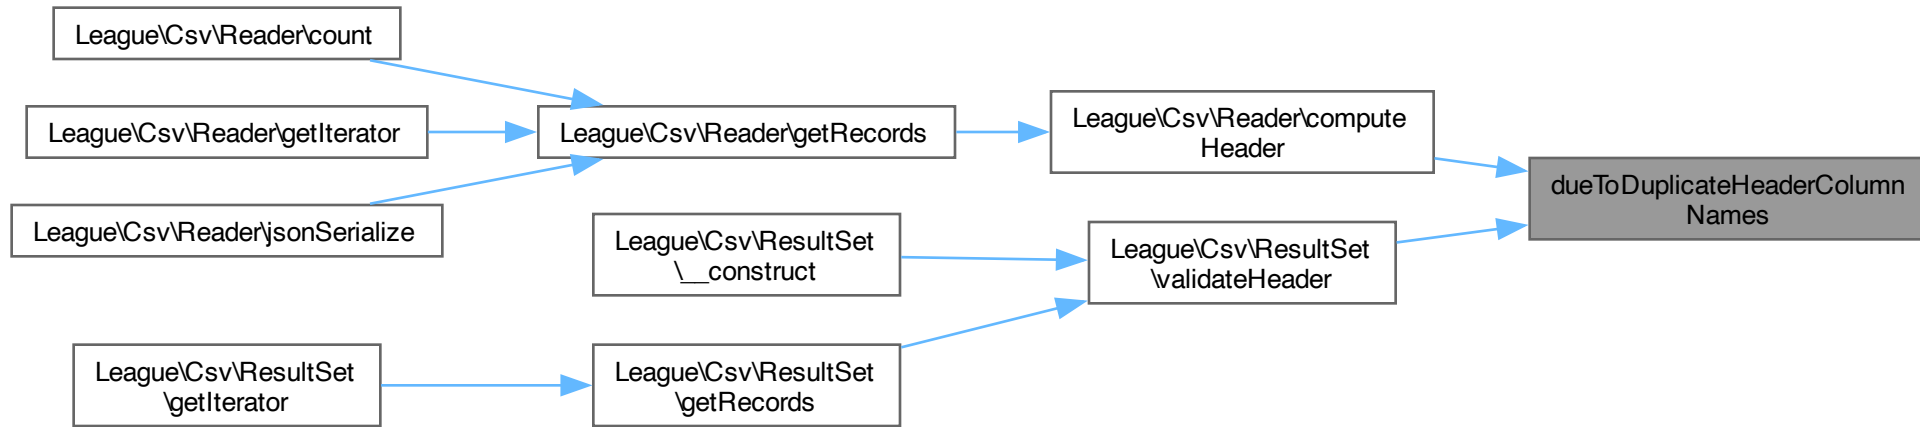 League\Csv\Reader\count
League\Csv\Reader\getIterator
League\Csv\Reader\jsonSerialize
League\Csv\Reader\getRecords
League\Csv\Reader\compute
Header
dueToDuplicateHeaderColumn
Names
League\Csv\ResultSet
\__construct
League\Csv\ResultSet
\validateHeader
League\Csv\ResultSet
\getIterator
League\Csv\ResultSet
\getRecords